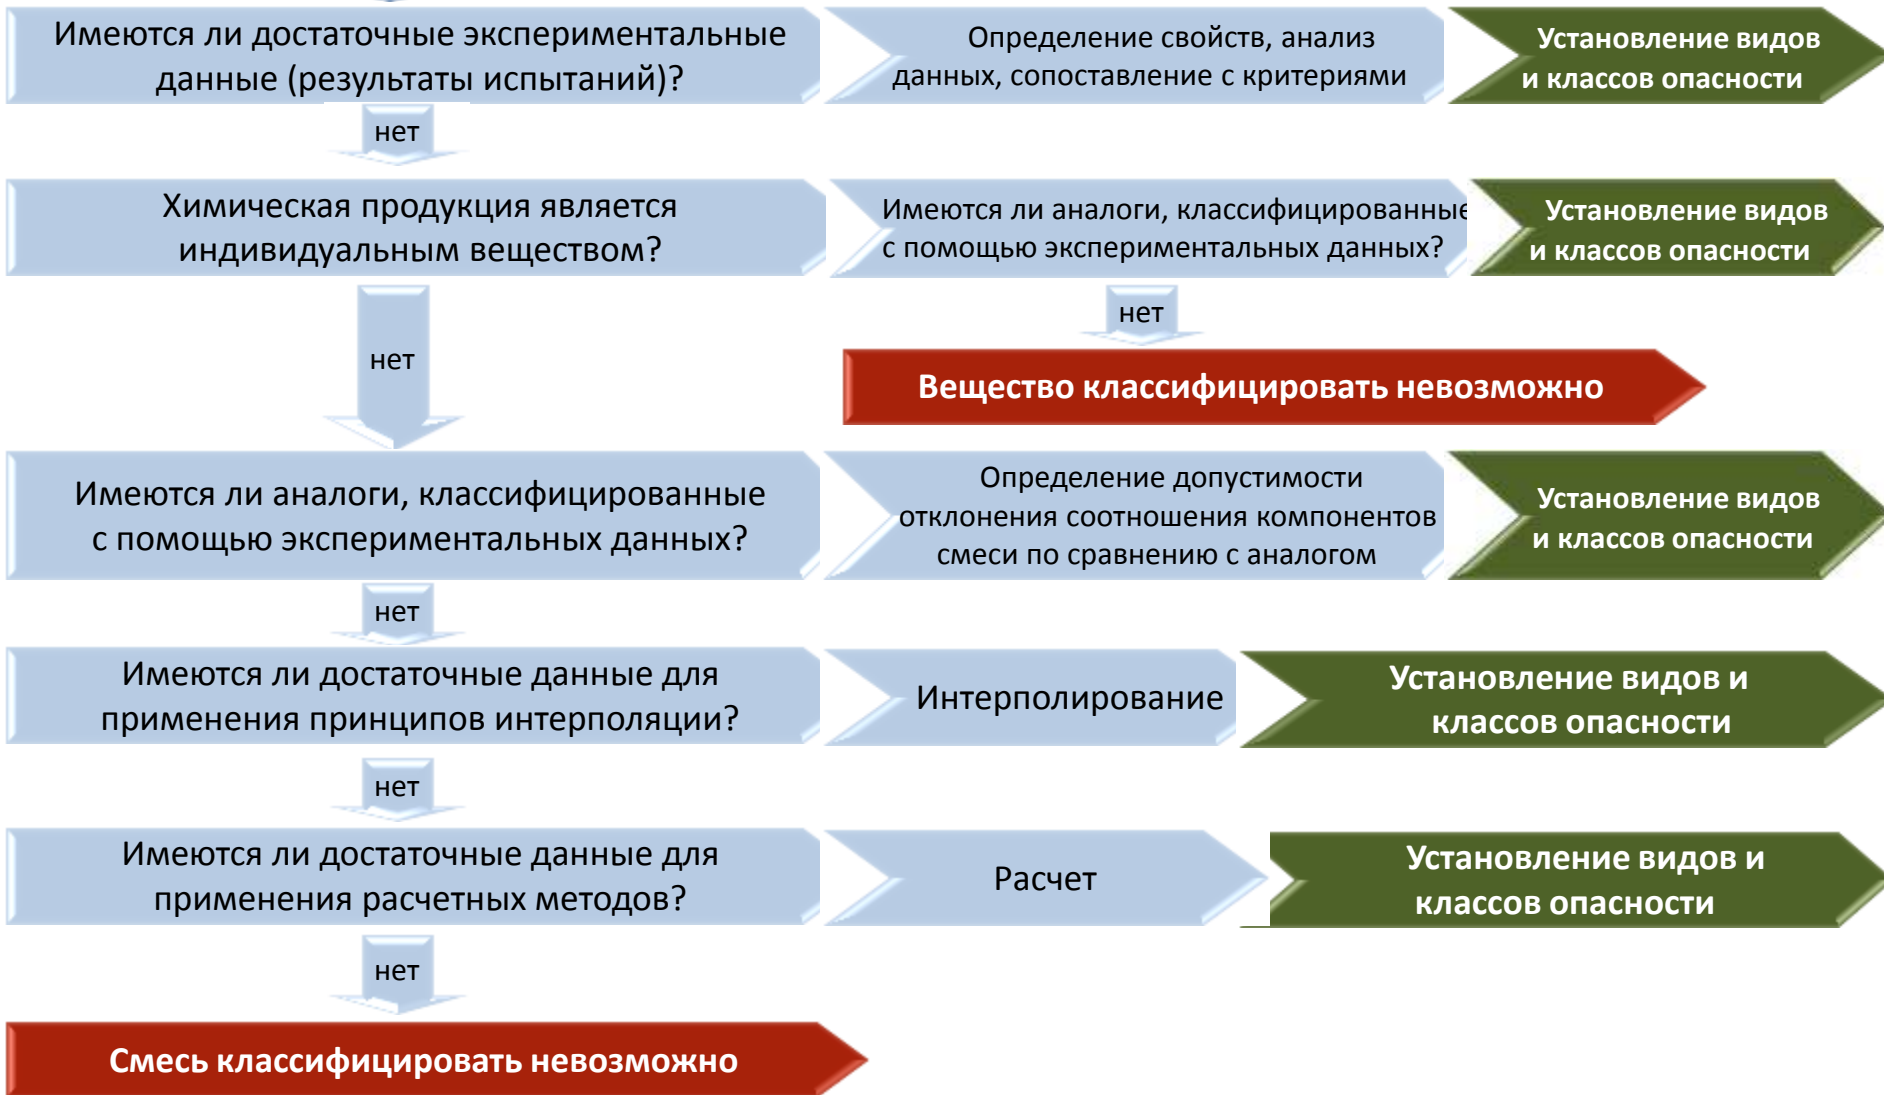 Имеются ли достаточные экспериментальные
данные (результаты испытаний)?
Определение свойств, анализ
данных, сопоставление с критериями
Установление видов
и классов опасности
нет
Химическая продукция является
индивидуальным веществом?
Имеются ли аналоги, классифицированные
с помощью экспериментальных данных?
Установление видов
и классов опасности
нет
нет
Вещество классифицировать невозможно
Имеются ли аналоги, классифицированные
с помощью экспериментальных данных?
Определение допустимости
отклонения соотношения компонентов
смеси по сравнению с аналогом
Установление видов
и классов опасности
нет
Имеются ли достаточные данные для
применения принципов интерполяции?
Интерполирование
Установление видов и
классов опасности
нет
Имеются ли достаточные данные для
применения расчетных методов?
Расчет
Установление видов и
классов опасности
нет
Смесь классифицировать невозможно